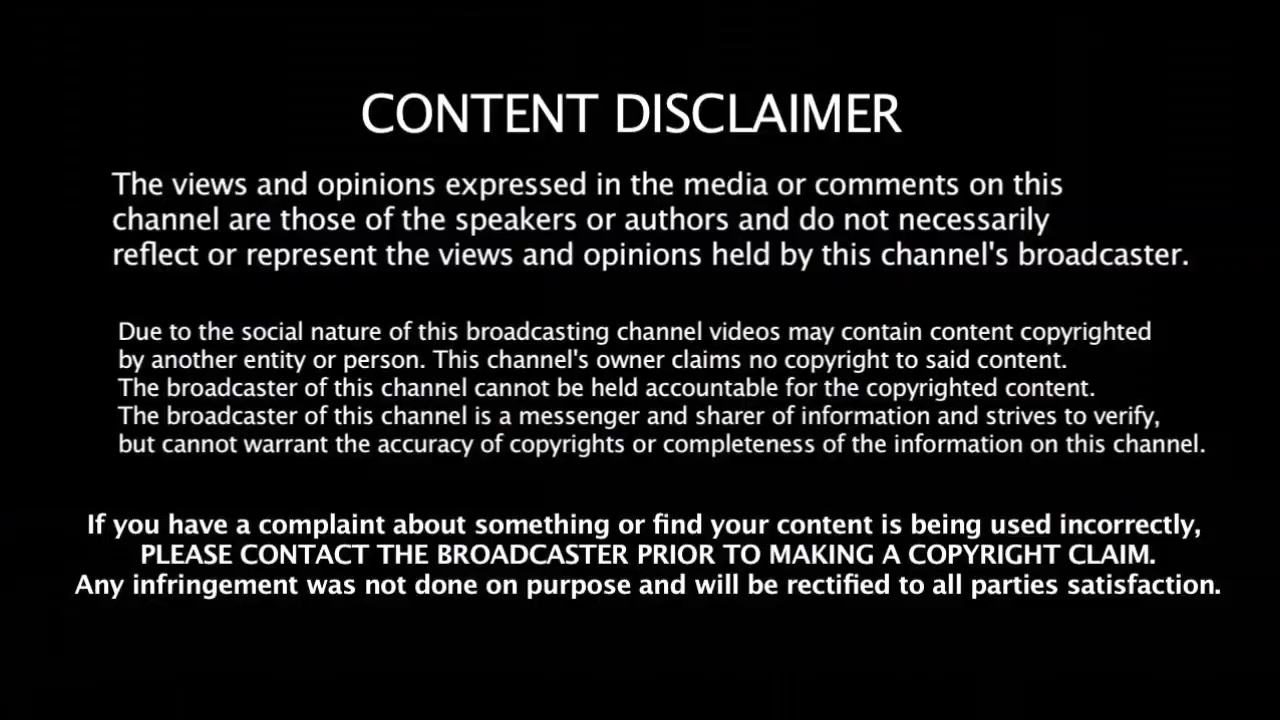 CONTENT DISCLAIMER
The views and opinions expressed in the media or comments on this
channel are those of the speakers or authors and do not necessarily
reflect or represent the views and opinions held by this channel's broadcaster.
Due to the social nature of this broadcasting channel videos may contain content copyrighted
by another entity or person. This channel's owner claims no copyright to said content.
The broadcaster of this channel cannot be held accountable for the copyrighted content.
The broadcaster of this channel is a messenger and sharer of information and strives to verify,
but cannot warrant the accuracy of copyrights or completeness of the information on this channel.
If you have a complaint about something or find your content is being used incorrectly,
PLEASE CONTACT THE BROADCASTER PRIOR TO MAKING A COPYRIGHT CLAIM.
Any infringement was not done on purpose and will be rectified to all parties satisfaction.